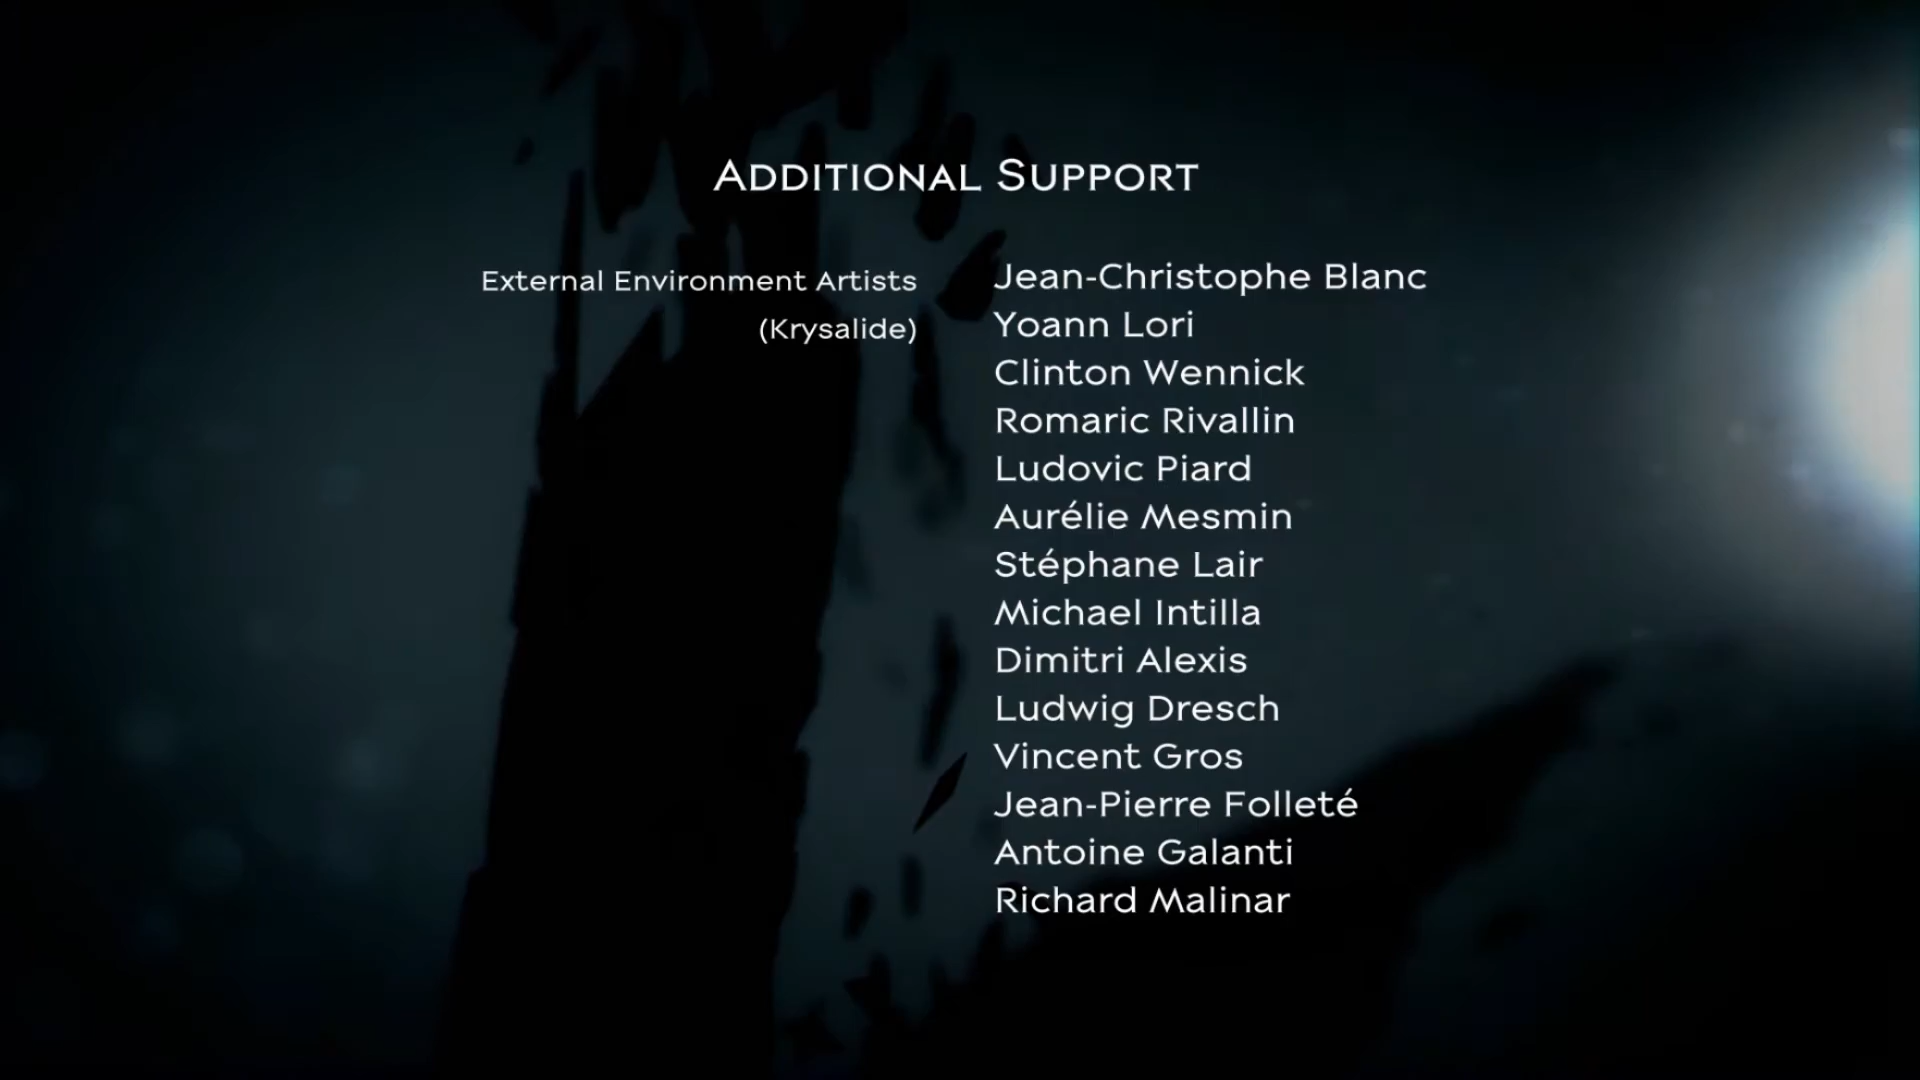 Additional Support
External Environment Artists
(Krysalide)
Jean-Christophe Blanc
Yoann Lori
Clinton Wennick
Romaric Rivallin
Ludovic Piard
Aurélie Mesmin
Stéphane Lair
Michael Intilla
Dimitri Alexis
Ludwig Dresch
Vincent Gros
Jean-Pierre Folleté
Antoine Galanti
Richard Malinar